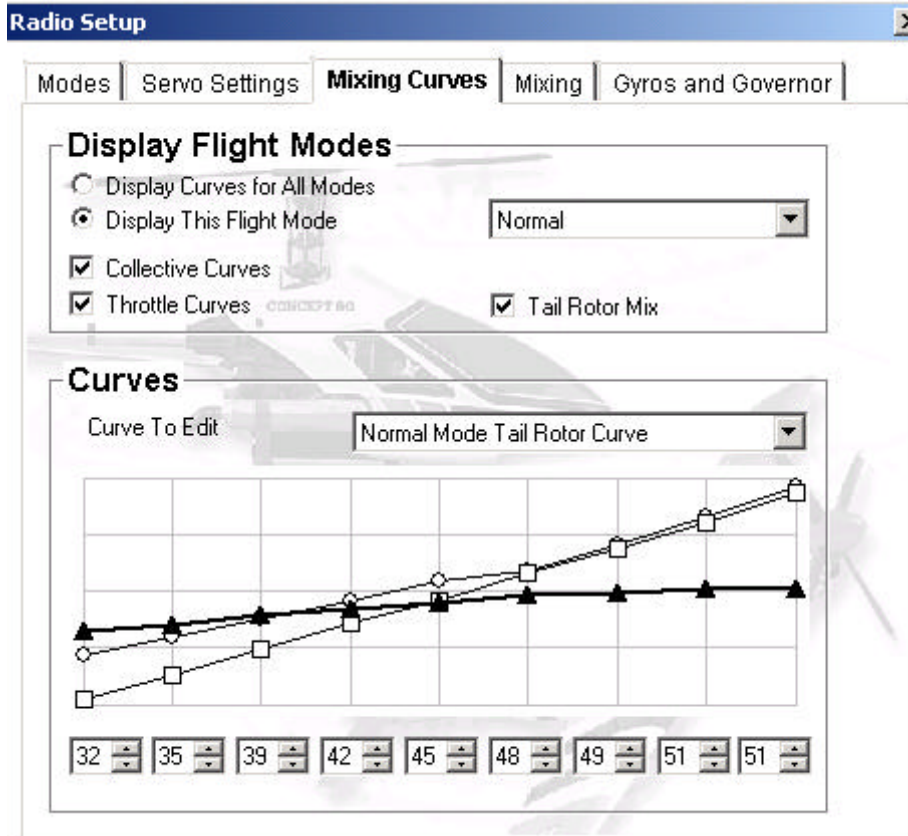 Radio Setup
Modes Servo Settings Mixing Curves Mixing Gyros and Governor
Display Flight Modes
Display Curves for All Modes
Display This Flight Mode Normal
Collective Curves
Throttle Curves CONCEPT 60 Tail Rotor Mix
Curves
Curve To Edit Normal Mode Tail Rotor Curve
32 35 39 42 45 48 49 51 51